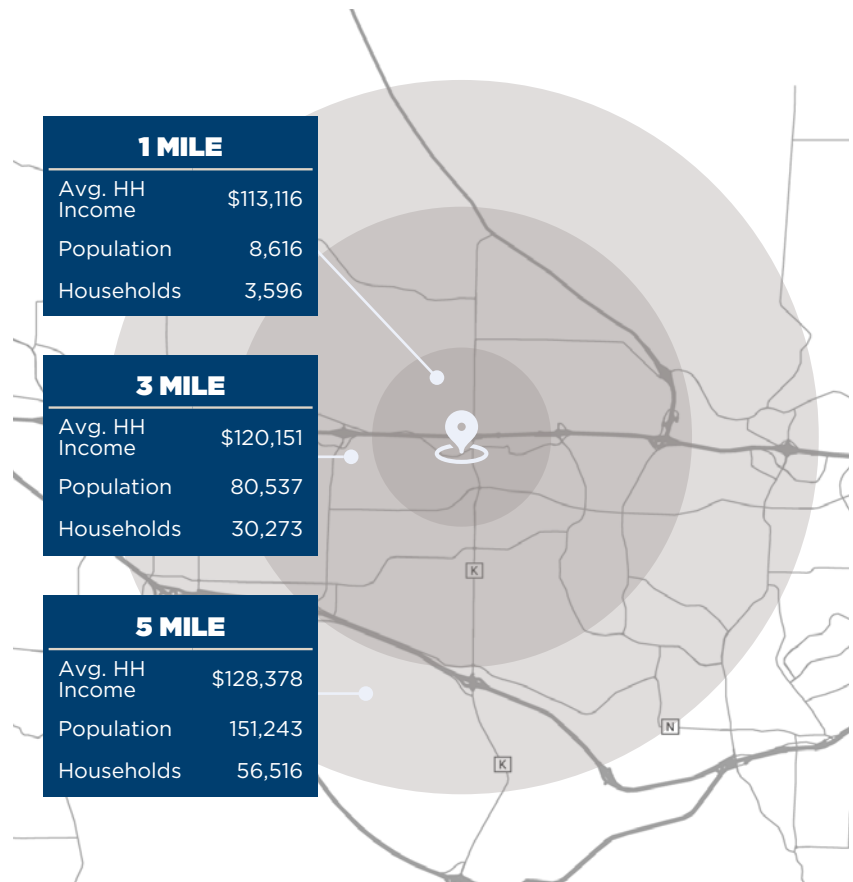 1 MILE
Avg. HH
Income $113,116
Population 8,616
Households 3,596
3 MILE
Avg. HH
Income $120,151
Population 80,537
Households 30,273
K
5 MILE
Avg. HH
Income $128,378
Population 151,243
Households 56,516
N
K